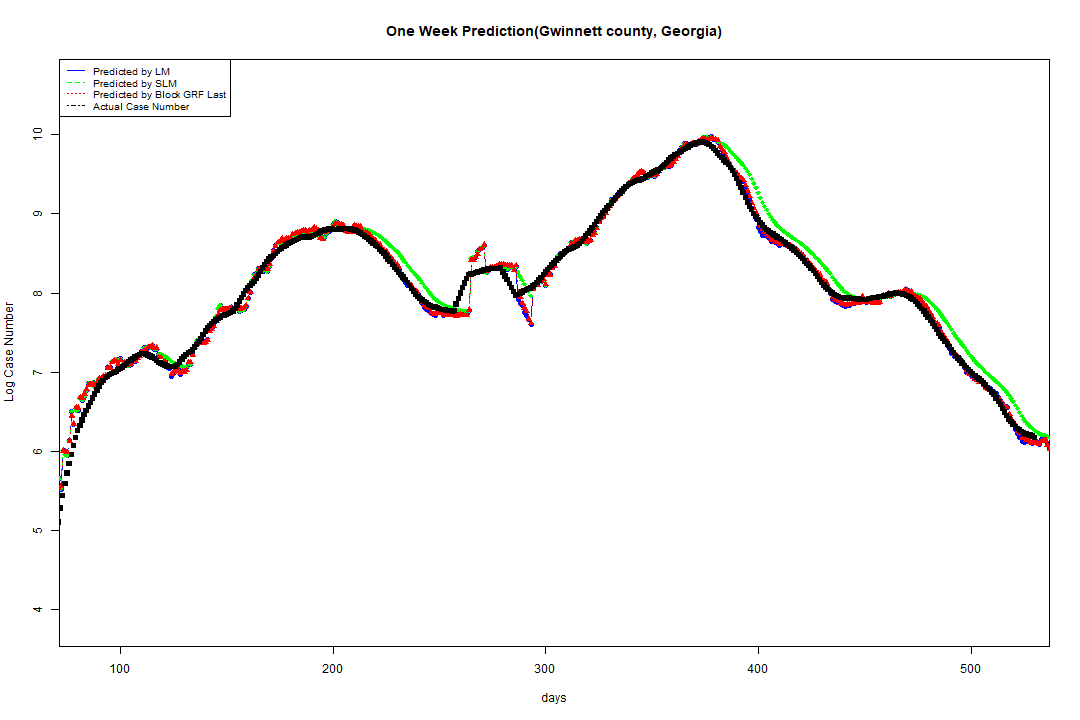 One Week Prediction(Gwinnett county, Georgia)
Predicted by LM
Predicted by SLM
Predicted by Block GRF Last
Actual Case Number
10
9
8
7
6
5
4
Log Case Number
100 200 300 400 500
days